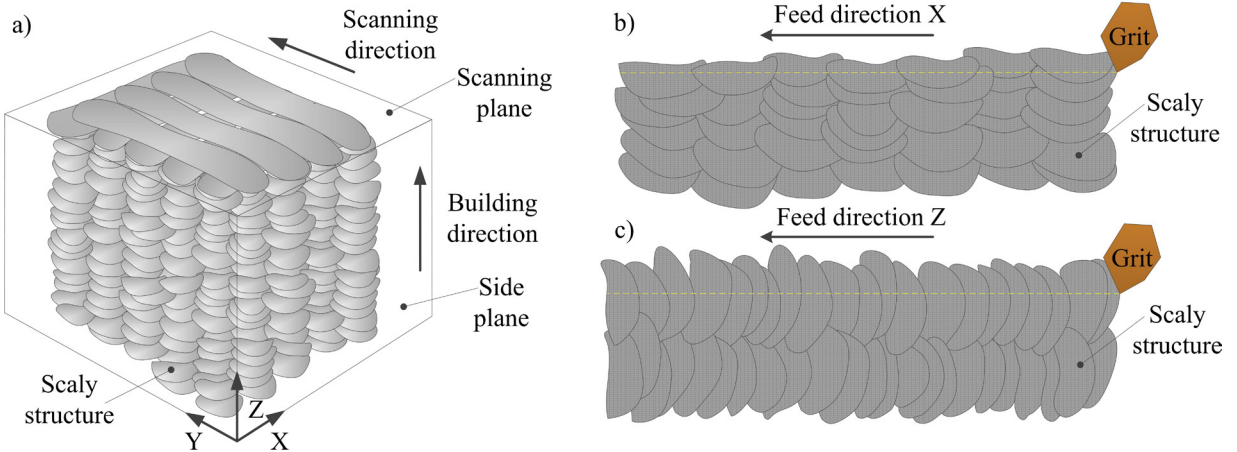 a)
Scanning
direction
Scanning
plane
Building
direction
Side
plane
Scaly
structure
Z
Y
X
b)
Feed direction X
Grit
Scaly
structure
c)
Feed direction Z
Grit
Scaly
structure